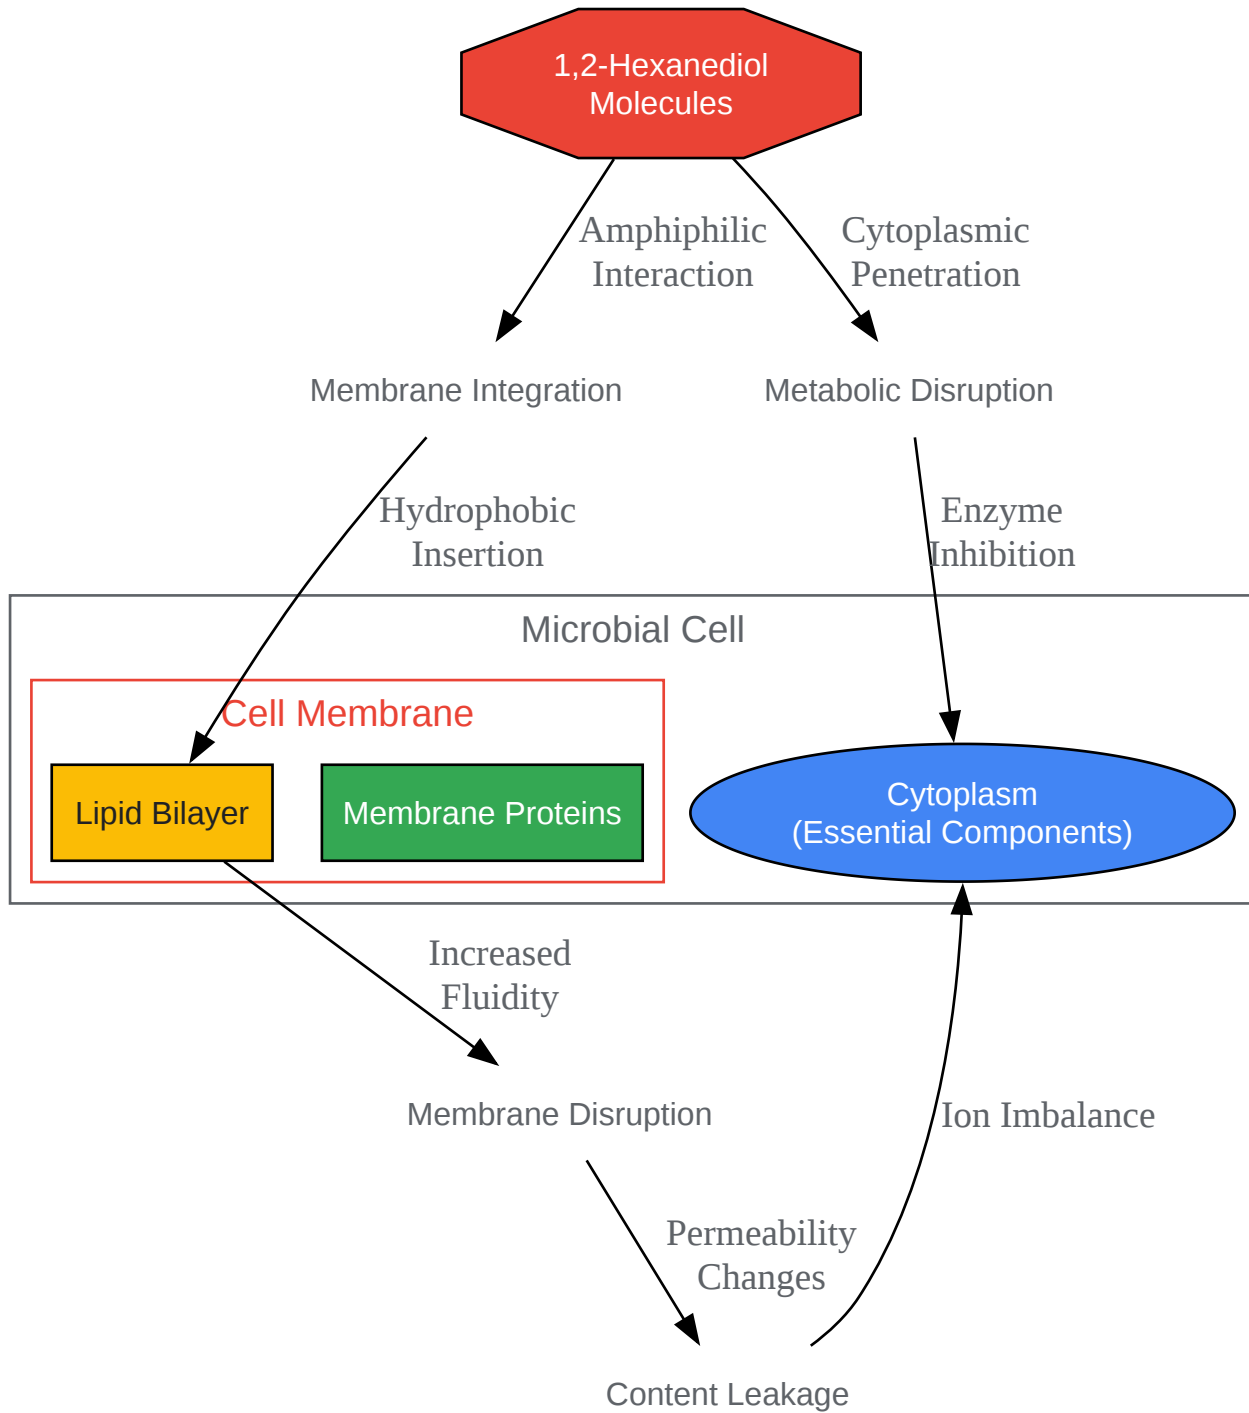 1,2-Hexanediol
Molecules
Amphiphilic
Interaction
Cytoplasmic
Penetration
Membrane Integration
Metabolic Disruption
Hydrophobic
Insertion
Enzyme
Inhibition
Microbial Cell
Cell Membrane
Lipid Bilayer
Membrane Proteins
Cytoplasm
(Essential Components)
Increased
Fluidity
Membrane Disruption
Ion Imbalance
Permeability
Changes
Content Leakage